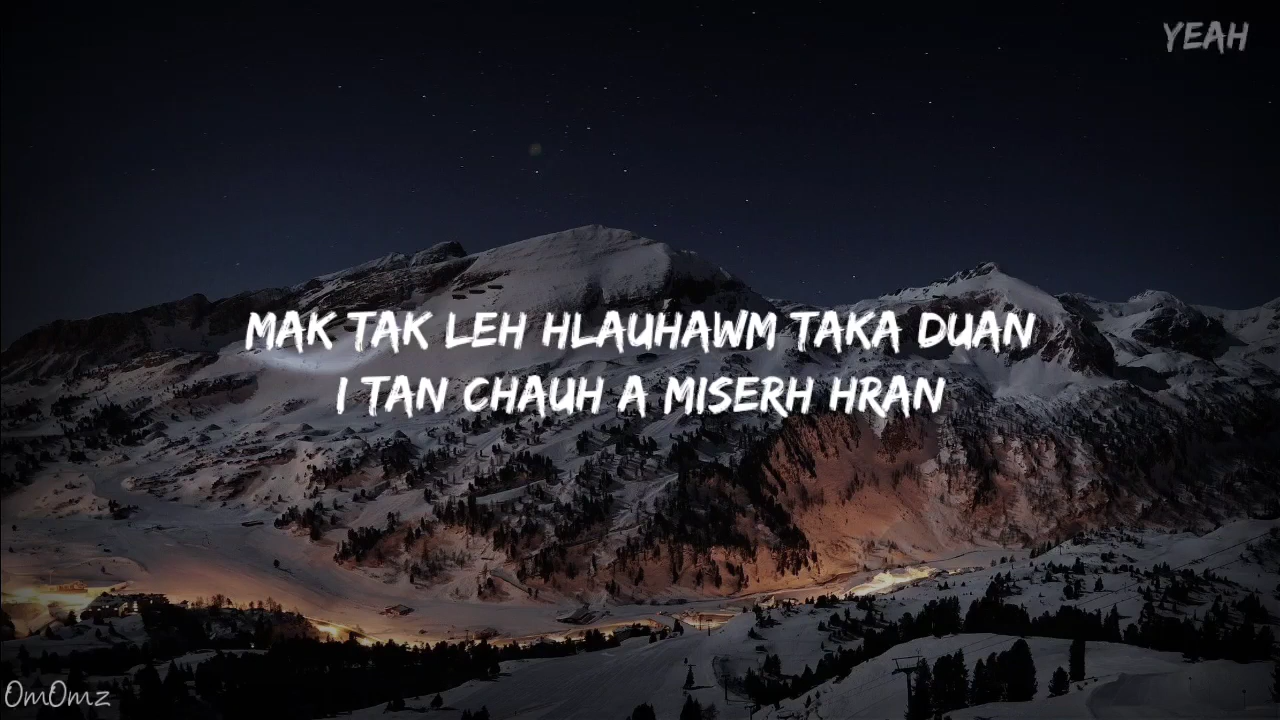 YEAH
MAK TAK LEH HLAUHAWM TAKA DUAN
I TAN CHAUH A MISERH HRAN
OmOmz